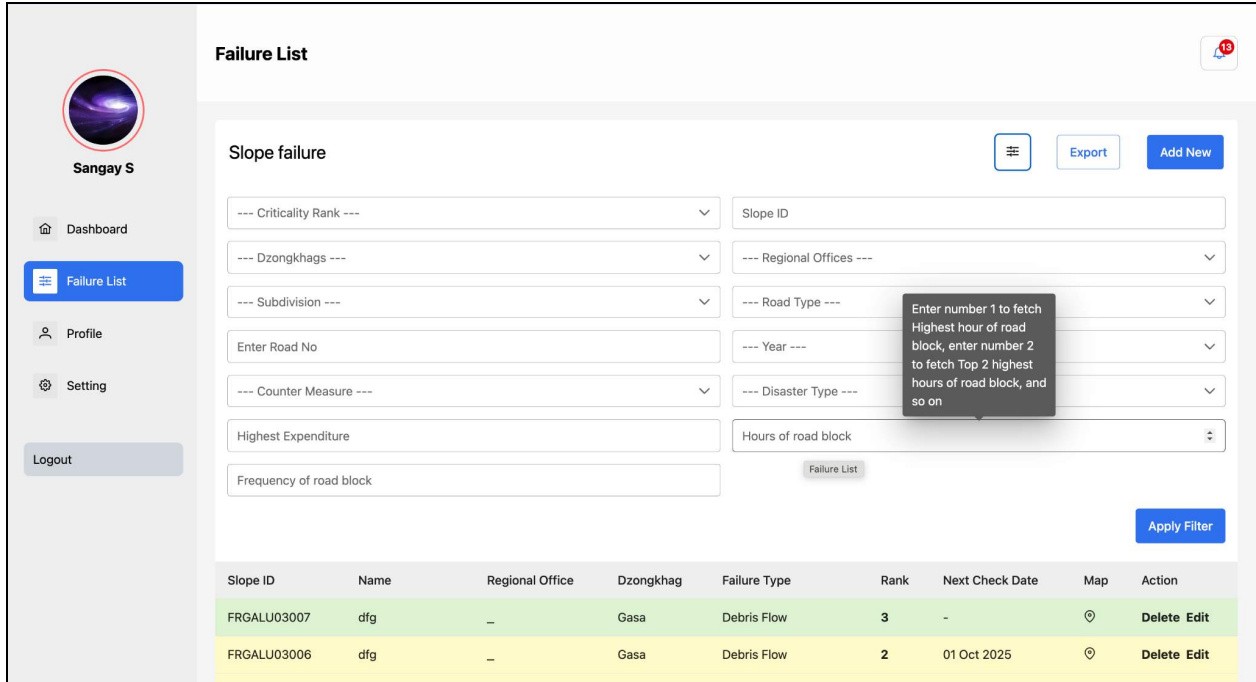 Failure List
13
Sangay S
Dashboard
Failure List
Profile
Setting
Logout
Slope failure
Export
Add New
--- Criticality Rank ---
Slope ID
--- Dzongkhags ---
--- Regional Offices ---
--- Subdivision ---
--- Road Type ---
Enter Road No
--- Year ---
--- Counter Measure ---
--- Disaster Type ---
Enter number 1 to fetch
Highest hour of road
block, enter number 2
to fetch Top 2 highest
hours of road block, and
so on
Highest Expenditure
Hours of road block
Failure List
Frequency of road block
Apply Filter
Slope ID Name Regional Office Dzongkhag Failure Type Rank Next Check Date Map Action
FRGALU03007 dfg _ Gasa Debris Flow 3 - Delete Edit
FRGALU03006 dfg _ Gasa Debris Flow 2 01 Oct 2025 Delete Edit